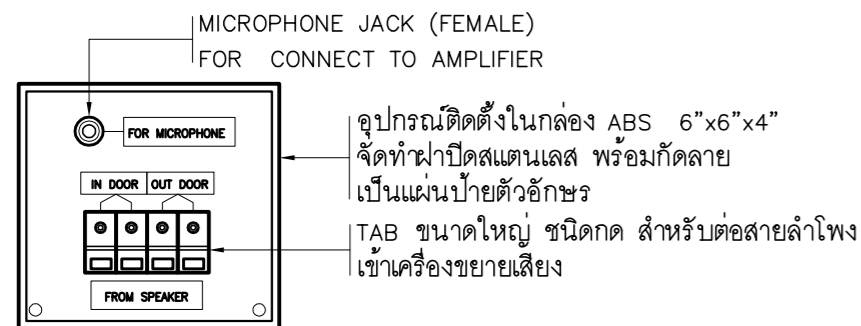 MICROPHONE JACK (FEMALE)
FOR CONNECT TO AMPLIFIER
FOR MICROPHONE
IN DOOR OUT DOOR
FROM SPEAKER
อุปกรณ์ติดตั้งในกล่อง ABS 6"x6"x4"
จัดทำฝาปิดสแตนเลส พร้อมกัดลาย
เป็นแผ่นป้ายตัวอักษร
TAB ขนาดใหญ่ ชนิดกด สำหรับต่อสายลำโพง
เข้าเครื่องขยายเสียง